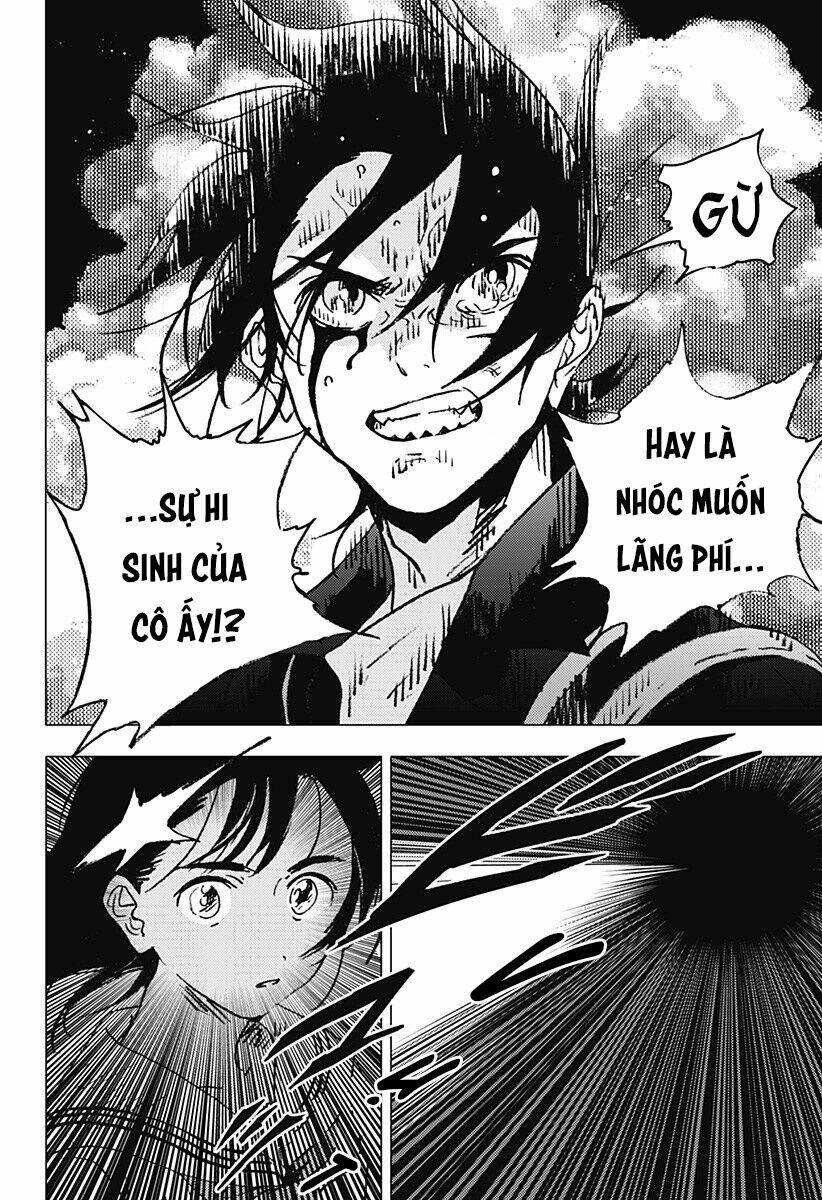 GỪ
HAY LÀ
NHÓC MUỐN
LÃNG PHÍ...
...SỰ HI
SINH CỦA
CÔ ẤY!?